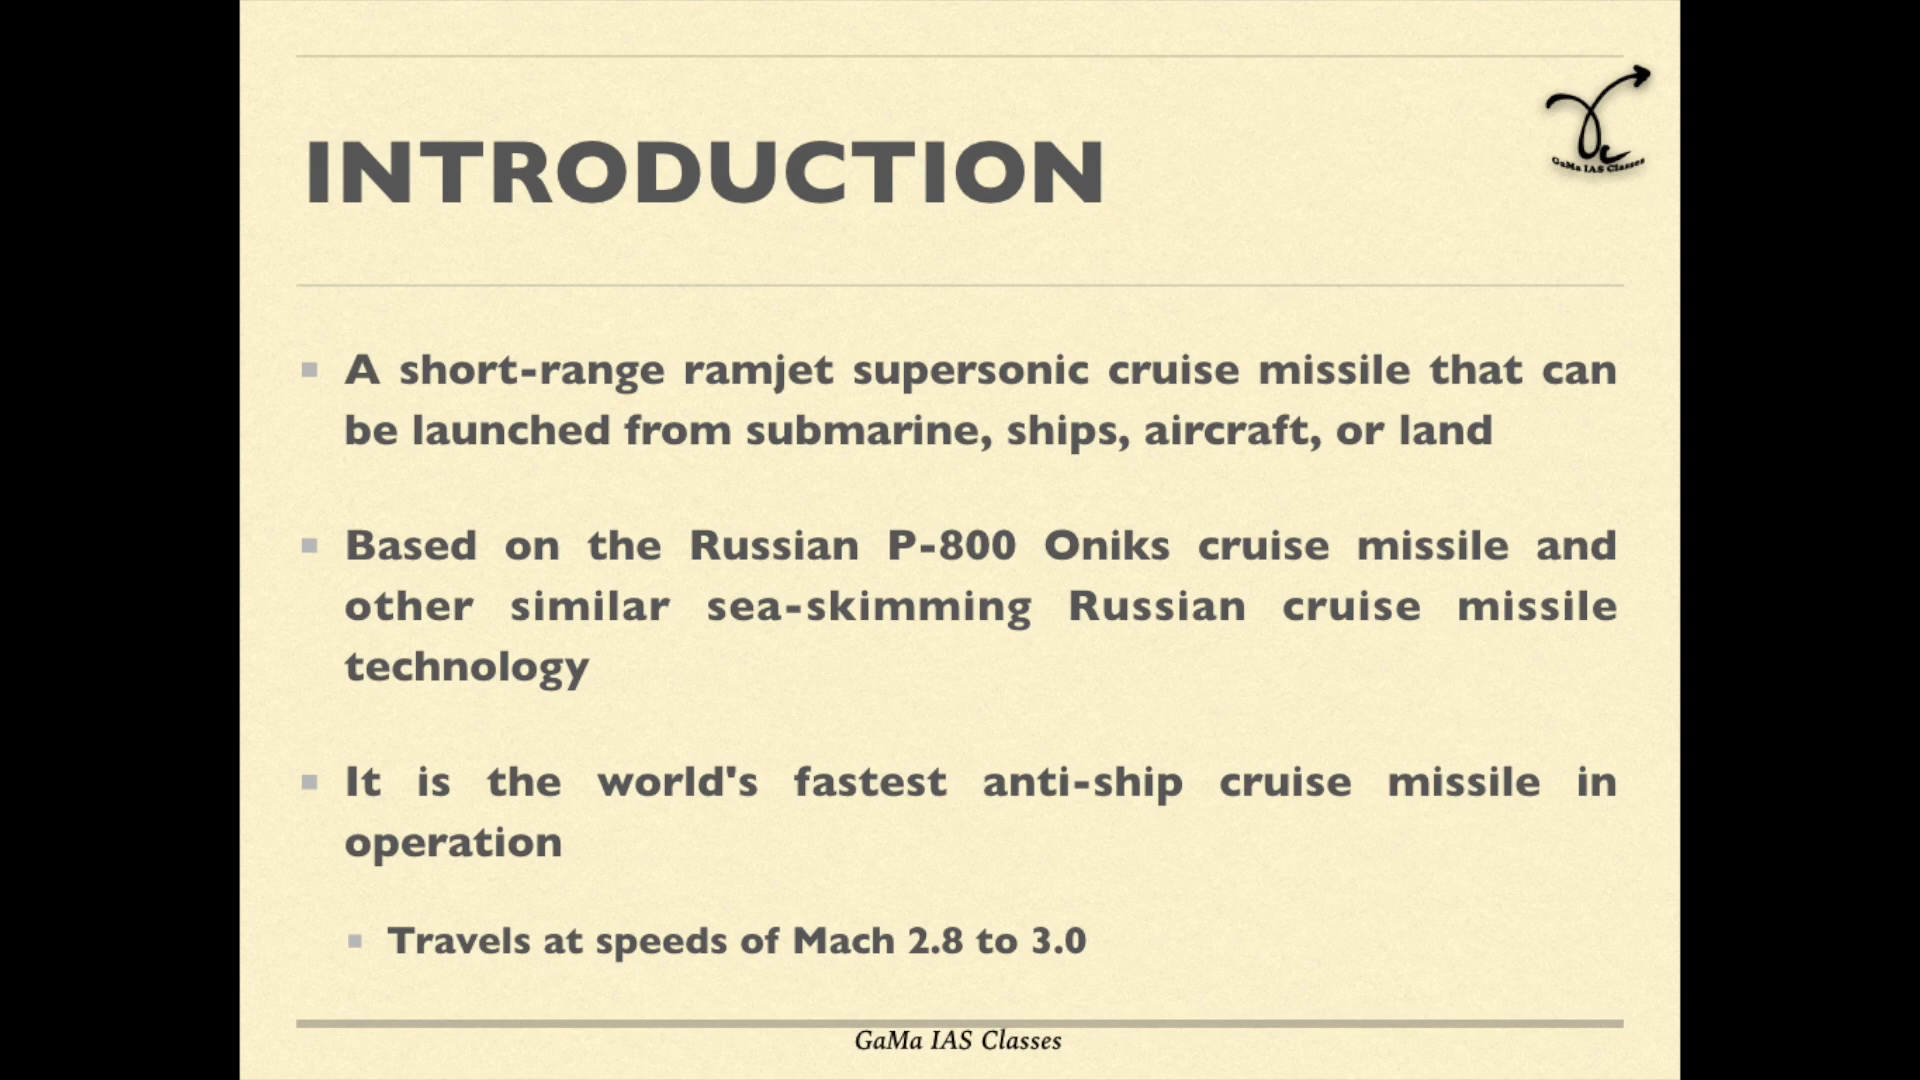 GaMa IAS Classes
INTRODUCTION
A short-range ramjet supersonic cruise missile that can
be launched from submarine, ships, aircraft, or land
Based on the Russian P-800 Oniks cruise missile and
other similar sea-skimming Russian cruise missile
technology
It is the world's fastest anti-ship cruise missile in
operation
Travels at speeds of Mach 2.8 to 3.0
GaMa IAS Classes